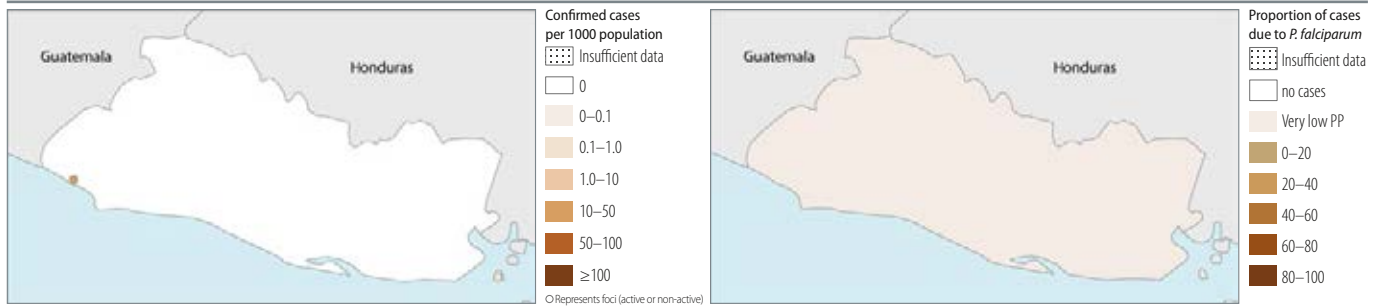 Guatemala
Honduras
Confirmed cases
per 1000 population
Insufficient data
0
0–0.1
0.1–1.0
1.0–10
10–50
50–100
≥100
O Represents foci (active or non-active)
Guatemala
Honduras
Proportion of cases
due to P. falciparum
Insufficient data
no cases
Very low PP
0–20
20–40
40–60
60–80
80–100